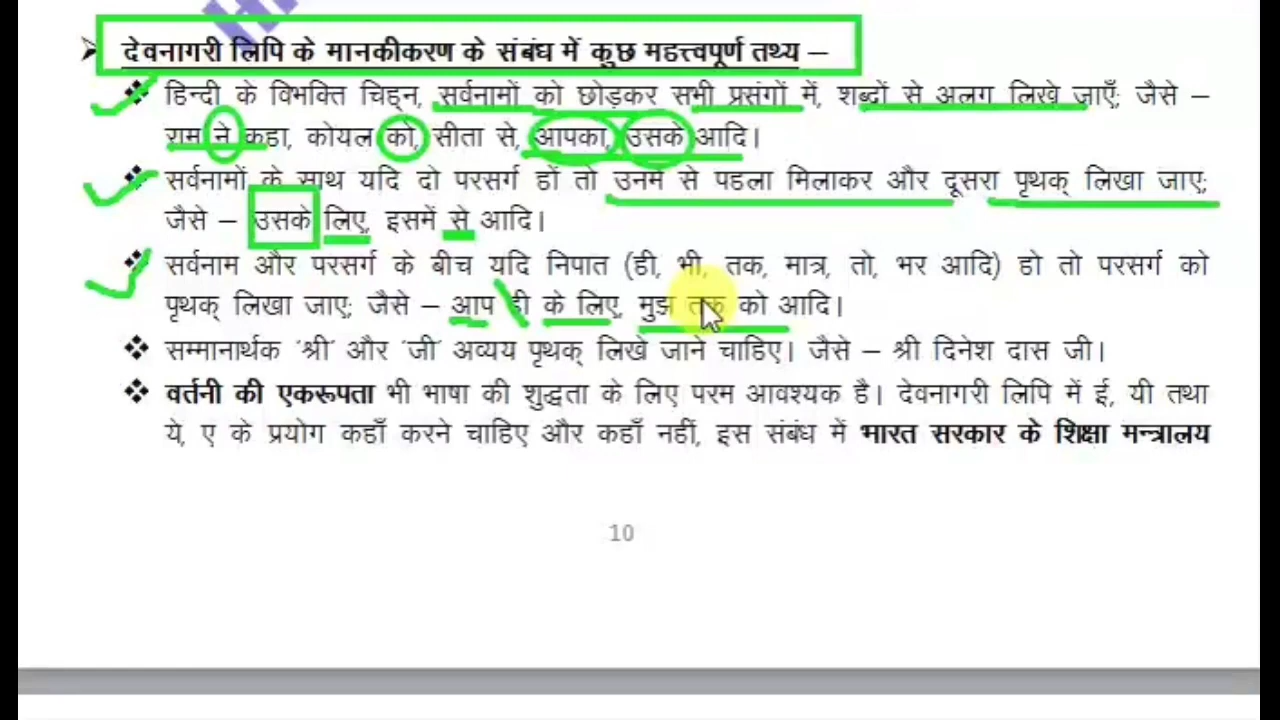 देवनागरी लिपि के मानकीकरण के संबंध में कुछ महत्त्वपूर्ण तथ्य –
हिन्दी के विभक्ति चिह्न, सर्वनामों को छोड़कर सभी प्रसंगों में, शब्दों से अलग लिखे जाएँ; जैसे –
राम ने कहा, कोयल को, सीता से, आपका, उसके आदि।
सर्वनामों के साथ यदि दो परसर्ग हों तो उनमें से पहला मिलाकर और दूसरा पृथक् लिखा जाए;
जैसे – उसके लिए, इसमें से आदि।
सर्वनाम और परसर्ग के बीच यदि निपात (ही, भी, तक, मात्र, तो, भर आदि) हो तो परसर्ग को
पृथक् लिखा जाए; जैसे – आप ही के लिए, मुझ तक को आदि।
सम्मानार्थक 'श्री' और 'जी' अव्यय पृथक् लिखे जाने चाहिए। जैसे – श्री दिनेश दास जी।
वर्तनी की एकरूपता भी भाषा की शुद्धता के लिए परम आवश्यक है। देवनागरी लिपि में ई, यी तथा
ये, ए के प्रयोग कहाँ करने चाहिए और कहाँ नहीं, इस संबंध में भारत सरकार के शिक्षा मन्त्रालय
10